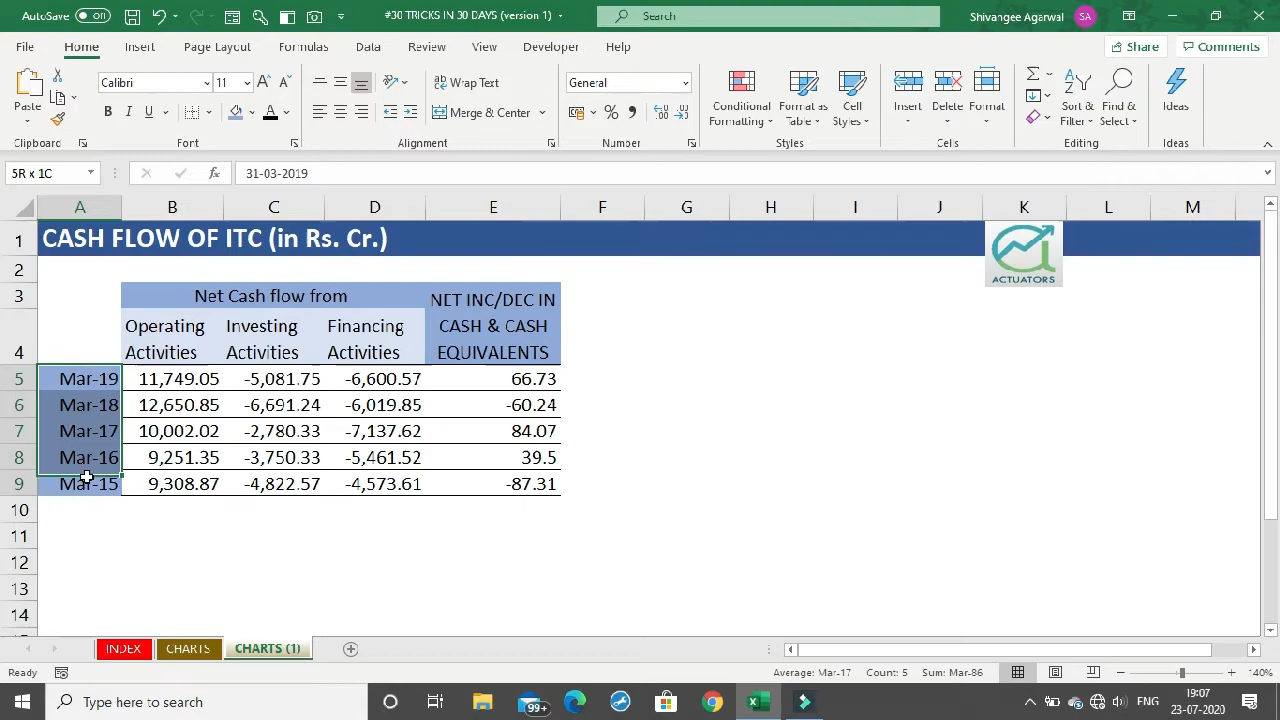 AutoSave Off
#30 TRICKS IN 30 DAYS (version 1)
Search
Shivangee Agarwal
SA
File Home Insert Page Layout Formulas Data Review View Developer Help
Share Comments
Calibri 11
Wrap Text
General
Paste
Merge & Center
Conditional Formatting
Format as Table
Cell Styles
Insert Delete Format
Sort & Filter
Find & Select
Ideas
Clipboard Font Alignment Number Styles Cells Editing Ideas
5R x 1C
fx
31-03-2019
A B C D E F G H I J K L M
1 CASH FLOW OF ITC (in Rs. Cr.)
ACTUATORS
2
3 Net Cash flow from NET INC/DEC IN
Operating Investing Financing CASH & CASH
4 Activities Activities Activities EQUIVALENTS
5 Mar-19 11,749.05 -5,081.75 -6,600.57 66.73
6 Mar-18 12,650.85 -6,691.24 -6,019.85 -60.24
7 Mar-17 10,002.02 -2,780.33 -7,137.62 84.07
8 Mar-16 9,251.35 -3,750.33 -5,461.52 39.5
9 Mar-15 9,308.87 -4,822.57 -4,573.61 -87.31
10
11
12
13
14
INDEX CHARTS CHARTS (1)
Ready
Average: Mar-17 Count: 5 Sum: Mar-86
140%
Type here to search
99+
ENG
19:07
23-07-2020